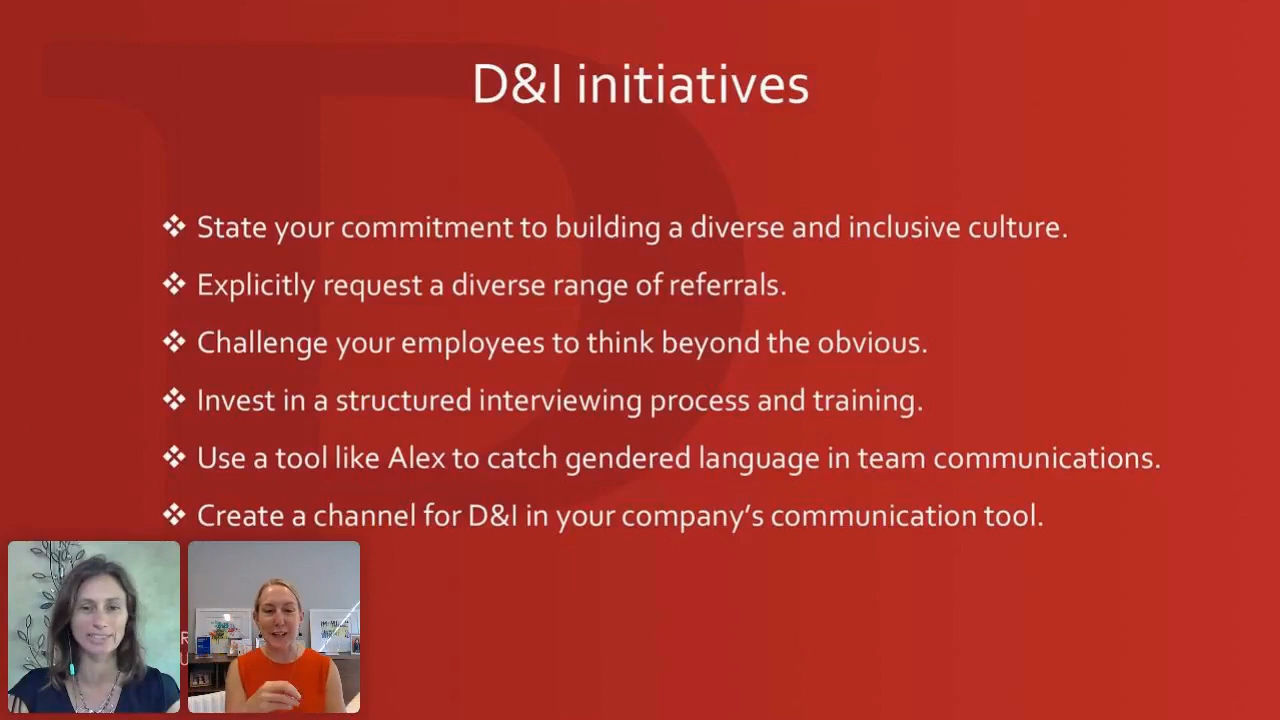 D&I initiatives
❖ State your commitment to building a diverse and inclusive culture.
❖ Explicitly request a diverse range of referrals.
❖ Challenge your employees to think beyond the obvious.
❖ Invest in a structured interviewing process and training.
❖ Use a tool like Alex to catch gendered language in team communications.
❖ Create a channel for D&I in your company’s communication tool.